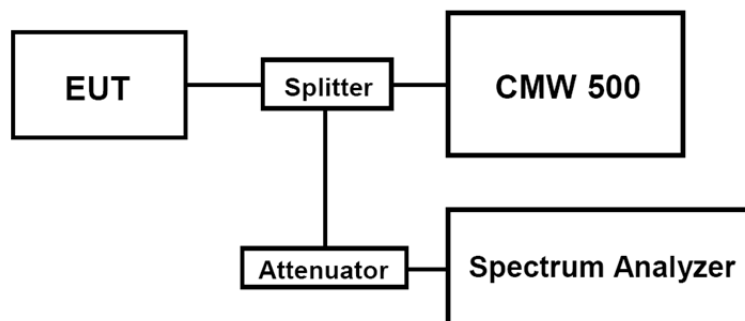 EUT
Splitter
CMW 500
Attenuator
Spectrum Analyzer